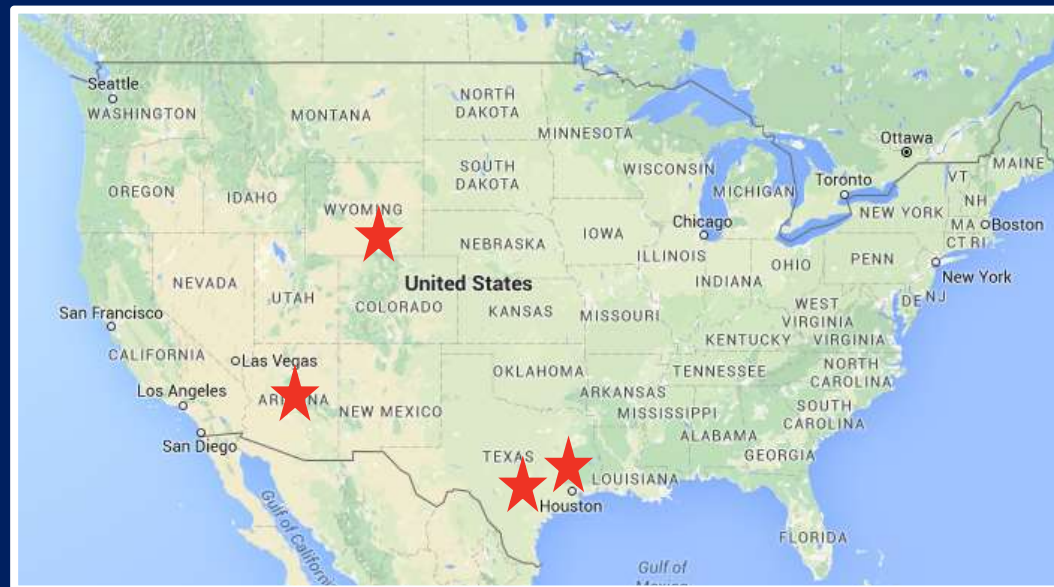 Seattle
WASHINGTON
MONTANA
NORTH
DAKOTA
MINNESOTA
Ottawa
MAINE
OREGON
IDAHO
SOUTH
DAKOTA
WISCONSIN
MICHIGAN
Toronto
VT
NH
WYOMING
NEW YORK
MA
Boston
CT
RI
NEBRASKA
IOWA
Chicago
ILLINOIS
INDIANA
OHIO
PENN
New York
NEVADA
UTAH
United States
COLORADO
KANSAS
MISSOURI
WEST
VIRGINIA
DE
NJ
San Francisco
CALIFORNIA
KENTUCKY
VIRGINIA
Las Vegas
OKLAHOMA
TENNESSEE
NORTH
CAROLINA
Los Angeles
NEW MEXICO
ARKANSAS
MISSISSIPPI
SOUTH
CAROLINA
San Diego
ALABAMA
GEORGIA
TEXAS
LOUISIANA
Houston
FLORIDA
Gulf of